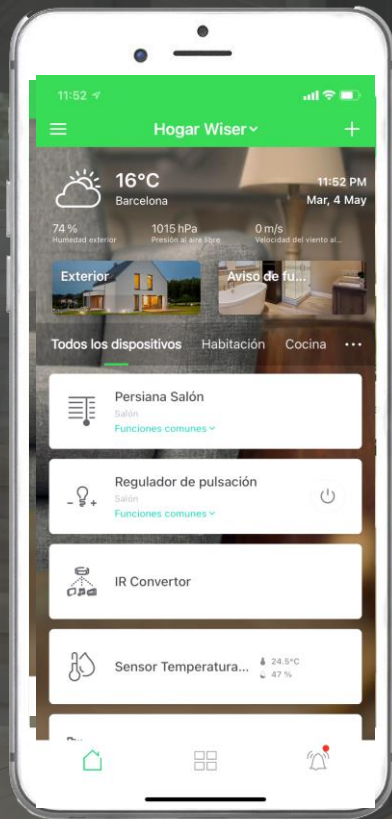 11:52
Hogar Wiser
16°C
Barcelona
11:52 PM
Mar, 4 May
74 %
Humedad exterior
1015 hPa
Presión al aire libre
0 m/s
Velocidad del viento al...
Exterior
Aviso de fu...
Todos los dispositivos Habitación Cocina ...
Persiana Salón
Salón
Funciones comunes
Regulador de pulsación
Salón
Funciones comunes
IR Convertor
Sensor Temperatura...
24.5°C
47 %